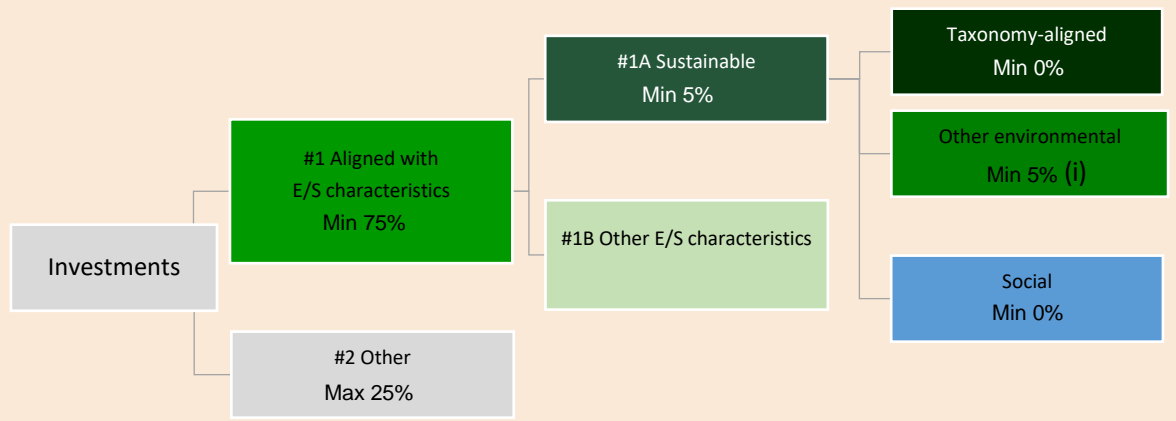 Investments
#1 Aligned with
E/S characteristics
Min 75%
#2 Other
Max 25%
#1A Sustainable
Min 5%
#1B Other E/S characteristics
Taxonomy-aligned
Min 0%
Other environmental
Min 5% (i)
Social
Min 0%